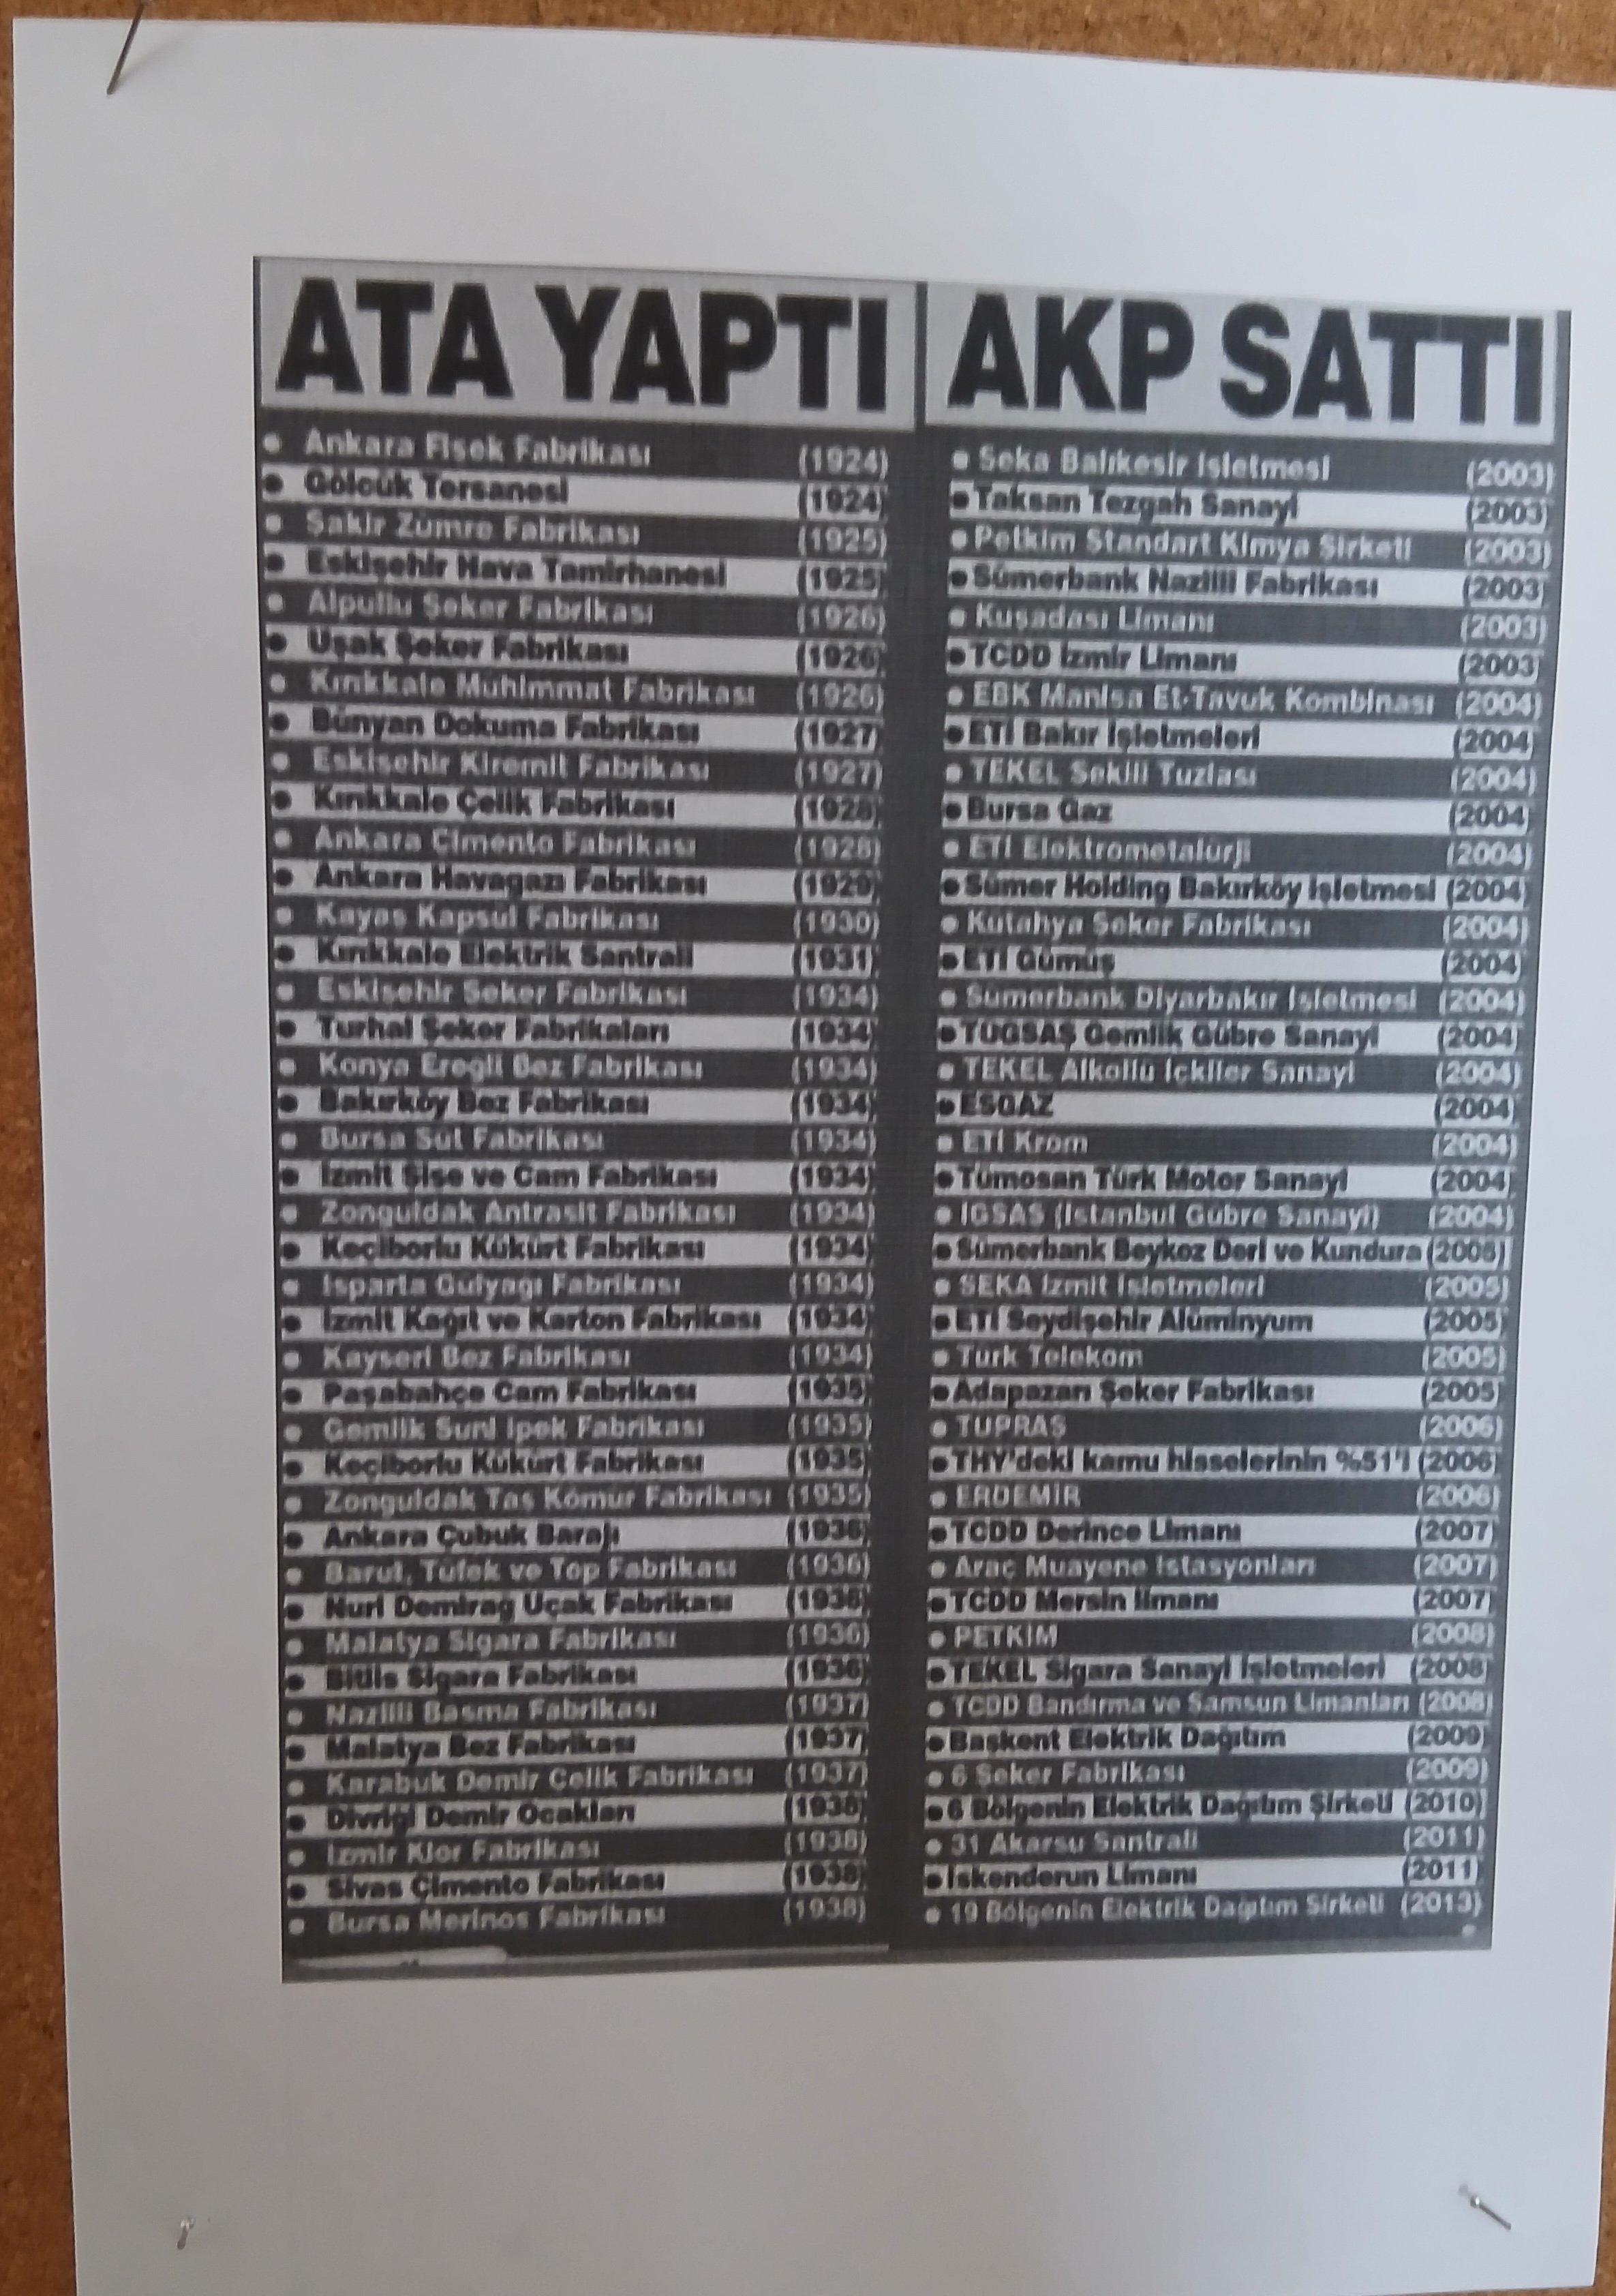 ATA YAPTI
Ankara Fişek Fabrikası (1924)
Gölcük Tersanesi (1924)
Şakir Zümre Fabrikası (1925)
Eskişehir Hava Tamirhanesi (1925)
Alpullu Şeker Fabrikası (1926)
Uşak Şeker Fabrikası (1926)
Kırıkkale Mühimmat Fabrikası (1926)
Bünyan Dokuma Fabrikası (1927)
Eskişehir Kiremit Fabrikası (1927)
Kırıkkale Çelik Fabrikası (1928)
Ankara Çimento Fabrikası (1928)
Ankara Havagazı Fabrikası (1929)
Kayaş Kapsül Fabrikası (1930)
Kırıkkale Elektrik Santrali (1931)
Eskişehir Şeker Fabrikası (1934)
Turhal Şeker Fabrikaları (1934)
Konya Ereğli Bez Fabrikası (1934)
Bakırköy Bez Fabrikası (1934)
Bursa Süt Fabrikası (1934)
İzmit Şişe ve Cam Fabrikası (1934)
Zonguldak Antrasit Fabrikası (1934)
Keçiborlu Kükürt Fabrikası (1934)
Isparta Gülyağı Fabrikası (1934)
İzmit Kağıt ve Karton Fabrikası (1934)
Kayseri Bez Fabrikası (1934)
Paşabahçe Cam Fabrikası (1935)
Gemlik Suni İpek Fabrikası (1935)
Keçiborlu Kükürt Fabrikası (1935)
Zonguldak Taş Kömür Fabrikası (1935)
Ankara Çubuk Barajı (1936)
Barut, Tüfek ve Top Fabrikası (1936)
Nuri Demirağ Uçak Fabrikası (1936)
Malatya Sigara Fabrikası (1936)
Bitlis Sigara Fabrikası (1936)
Nazilli Basma Fabrikası (1937)
Malatya Bez Fabrikası (1937)
Karabük Demir Çelik Fabrikası (1937)
Divriği Demir Ocakları (1938)
İzmir Klor Fabrikası (1938)
Sivas Çimento Fabrikası (1938)
Bursa Merinos Fabrikası (1938)
AKP SATTI
Seka Balıkesir İşletmesi (2003)
Taksan Tezgah Sanayi (2003)
Petkim Standart Kimya Şirketi (2003)
Sümerbank Nazilli Fabrikası (2003)
Kuşadası Limanı (2003)
TCDD İzmir Limanı (2003)
EBK Manisa Et-Tavuk Kombinası (2004)
ETİ Bakır İşletmeleri (2004)
TEKEL Sekili Tuzlası (2004)
Bursa Gaz (2004)
ETİ Elektrometalürji (2004)
Sümer Holding Bakırköy İşletmesi (2004)
Kütahya Şeker Fabrikası (2004)
ETİ Gümüş (2004)
Sümerbank Diyarbakır İşletmesi (2004)
TÜGSAŞ Gemlik Gübre Sanayi (2004)
TEKEL Alkollü İçkiler Sanayi (2004)
ESGAZ (2004)
ETİ Krom (2004)
Tümosan Türk Motor Sanayi (2004)
İGSAŞ (İstanbul Gübre Sanayi) (2004)
Sümerbank Beykoz Deri ve Kundura (2005)
SEKA İzmit İşletmeleri (2005)
ETİ Seydişehir Alüminyum (2005)
Türk Telekom (2005)
Adapazarı Şeker Fabrikası (2005)
TÜPRAŞ (2006)
THY'deki kamu hisselerinin %51'i (2006)
ERDEMİR (2006)
TCDD Derince Limanı (2007)
Araç Muayene İstasyonları (2007)
TCDD Mersin limanı (2007)
PETKİM (2008)
TEKEL Sigara Sanayi İşletmeleri (2008)
TCDD Bandırma ve Samsun Limanları (2008)
Başkent Elektrik Dağıtım (2009)
6 Şeker Fabrikası (2009)
6 Bölgenin Elektrik Dağıtım Şirketi (2010)
31 Akarsu Santrali (2011)
İskenderun Limanı (2011)
19 Bölgenin Elektrik Dağıtım Şirketi (2013)